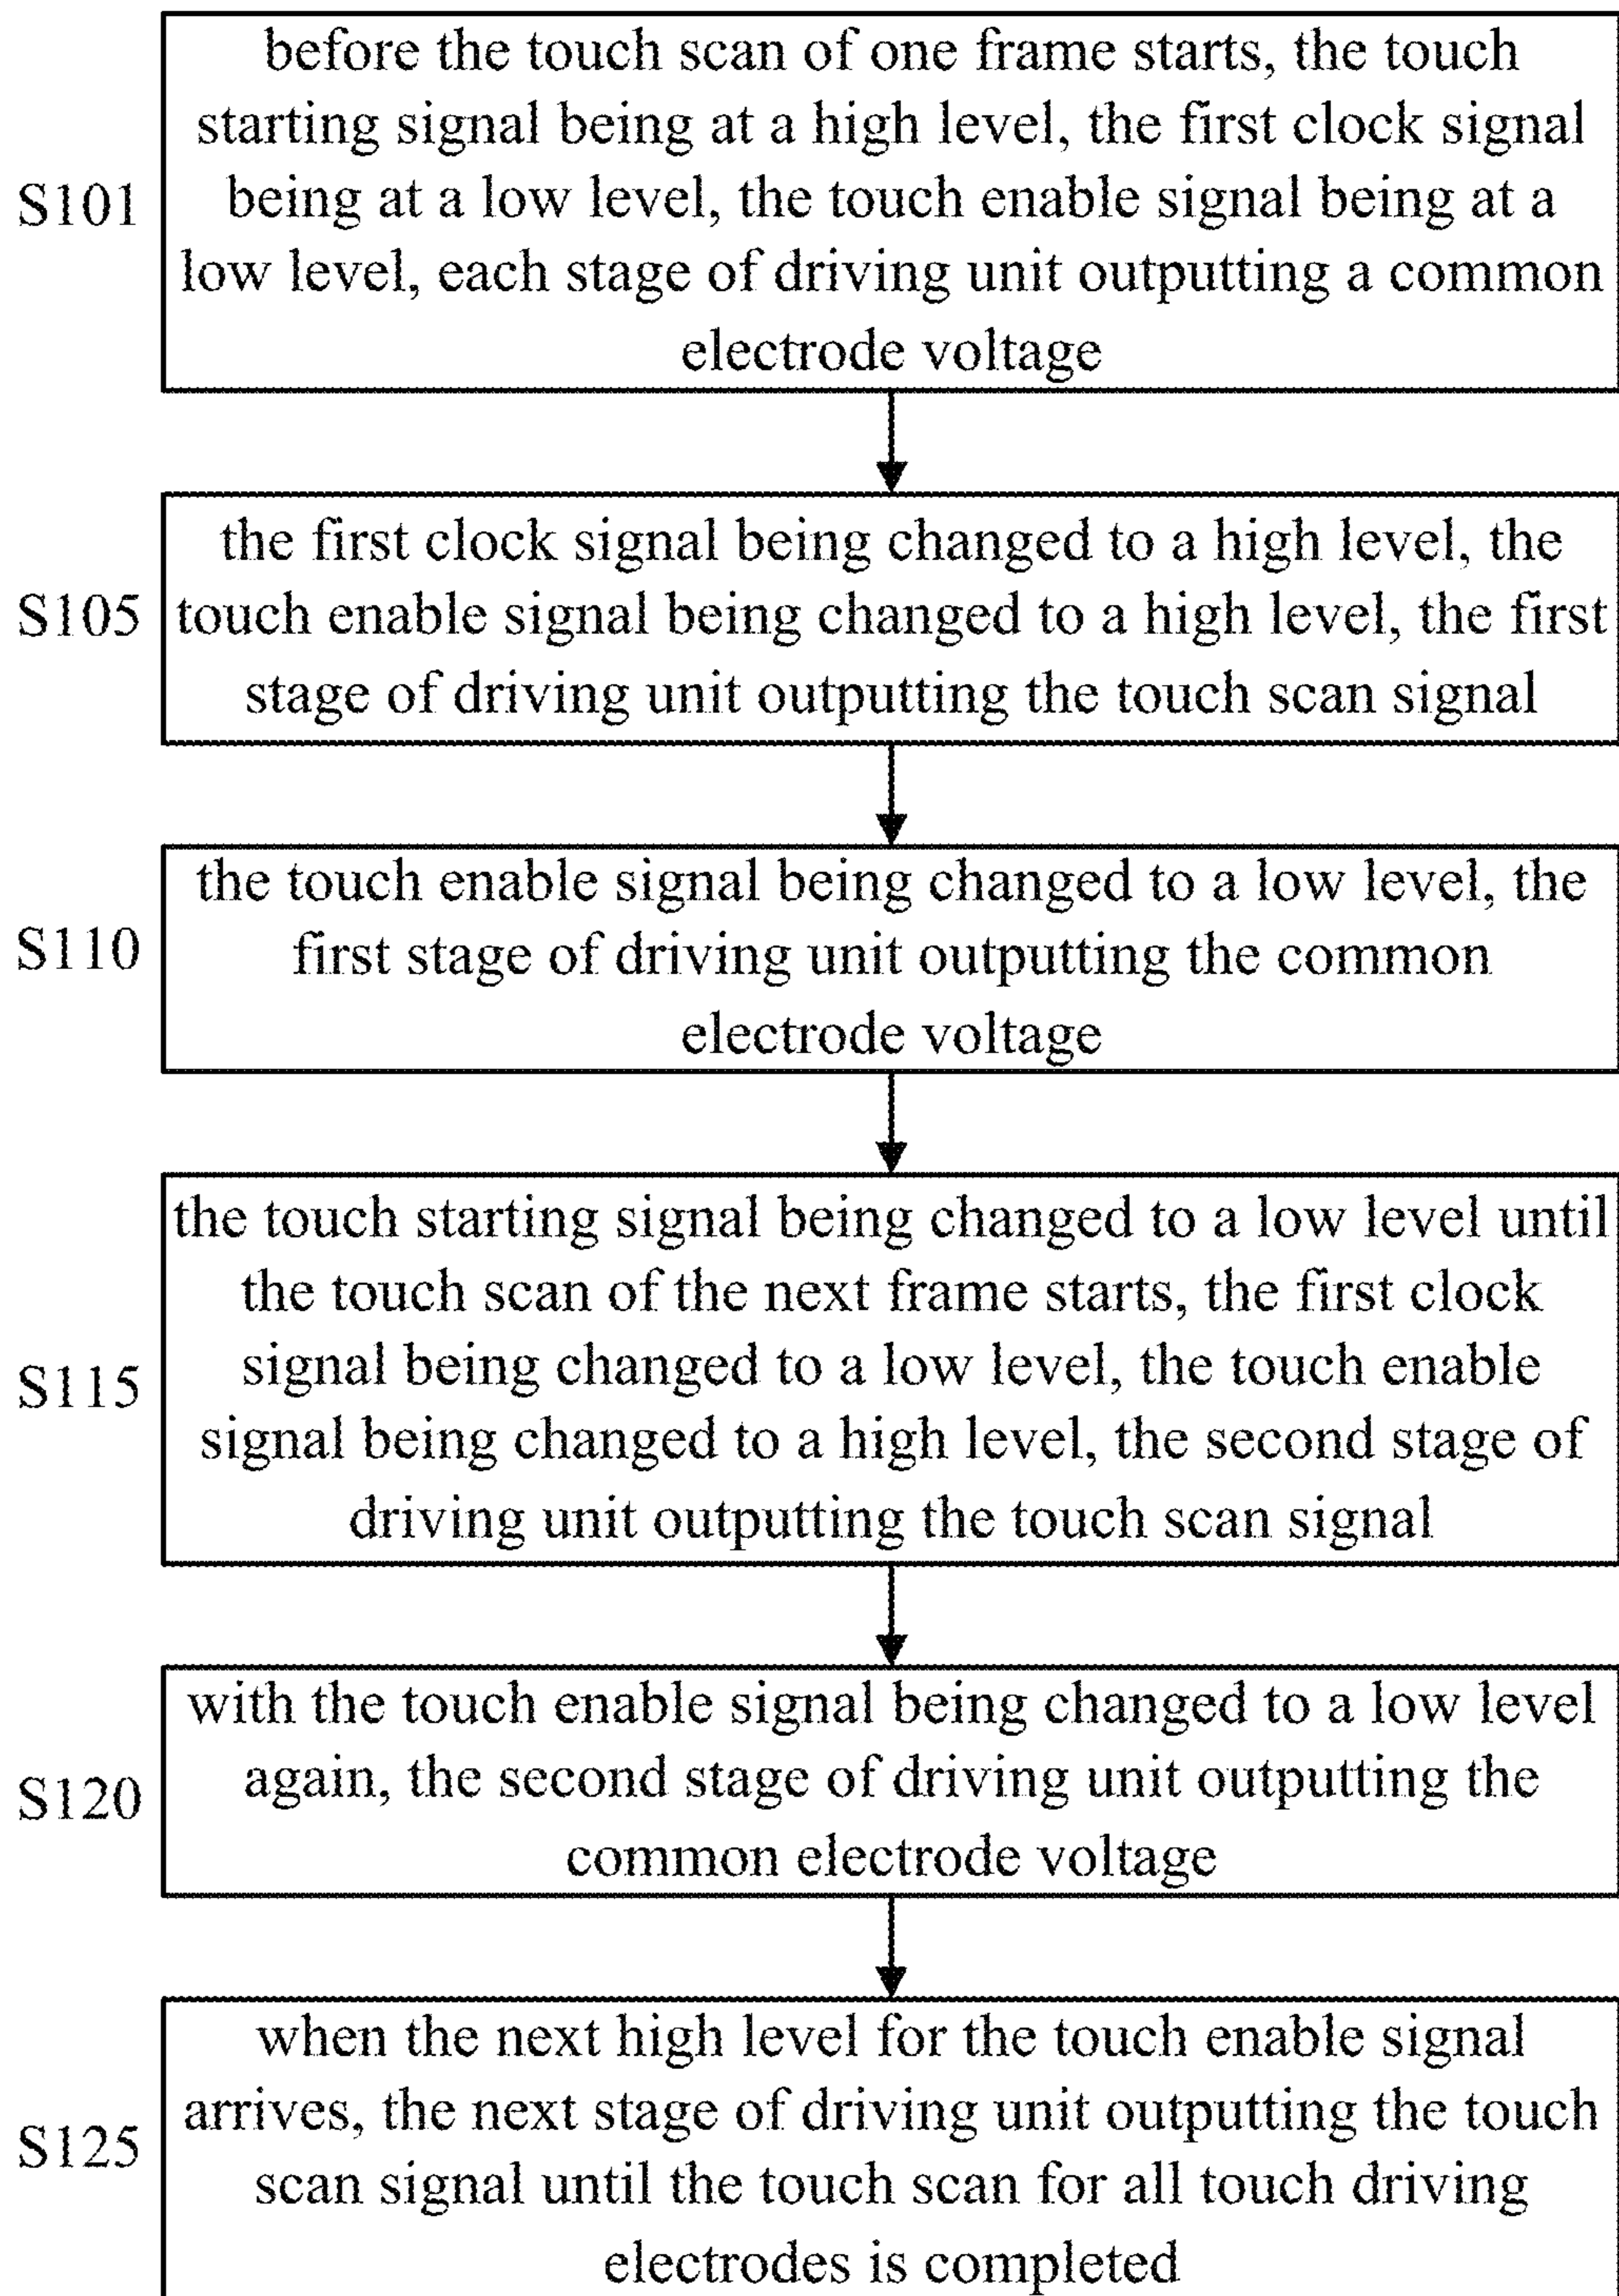 before the touch scan of one frame starts, the touch
starting signal being at a high level, the first clock signal
S101
being at a low level, the touch enable signal being at a
low level, each stage of driving unit outputting a common
electrode voltage
the first clock signal being changed to a high level, the
S105
touch enable signal being changed to a high level, the first
stage of driving unit outputting the touch scan signal
the touch enable signal being changed to a low level, the
S110
first stage of driving unit outputting the common
electrode voltage
the touch starting signal being changed to a low level until
the touch scan of the next frame starts, the first clock
S115
signal being changed to a low level, the touch enable
signal being changed to a high level, the second stage of
driving unit outputting the touch scan signal
with the touch enable signal being changed to a low level
S120
again, the second stage of driving unit outputting the
common electrode voltage
when the next high level for the touch enable signal
arrives, the next stage of driving unit outputting the touch
S125
scan signal until the touch scan for all touch driving
electrodes is completed